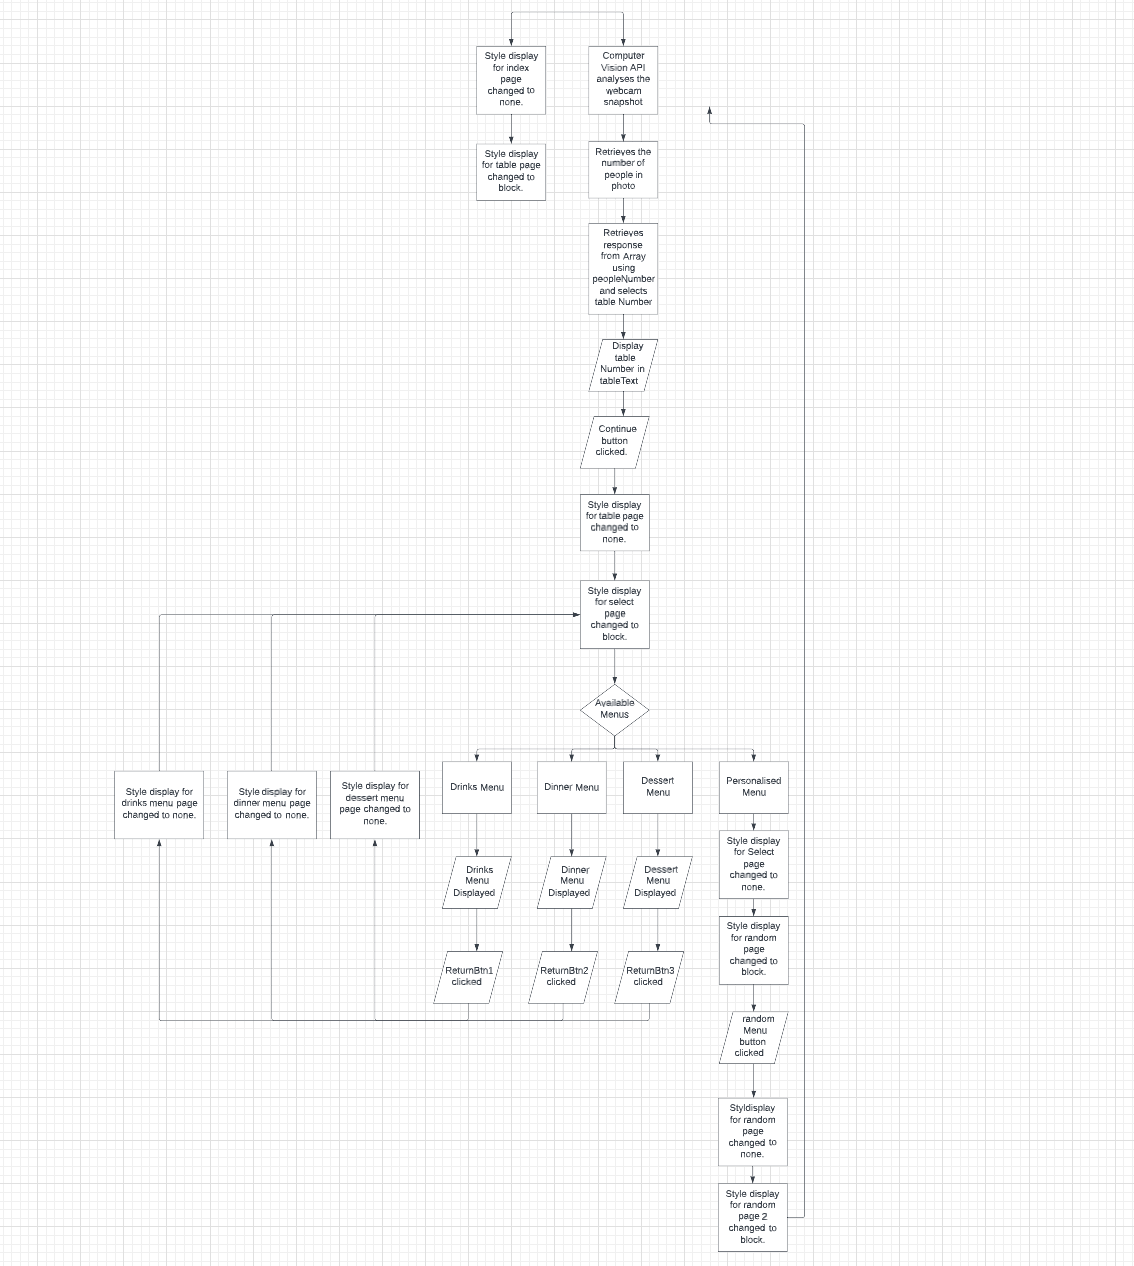 Style display
for index
page
changed to
none.
Computer
Vision API
analyses the
webcam
snapshot
Style display
for table page
changed to
block.
Retrieves the
number of
people in
photo
Retrieves
response
from Array
using
peopleNumber
and selects
table Number
Display
table
Number in
tableText
Continue
button
clicked.
Style display
for table page
changed to
none.
Style display
for select
page
changed to
block.
Available
Menus
Style display for
drinks menu page
changed to none.
Style display for
dinner menu page
changed to none.
Style display for
dessert menu
page changed to
none.
Drinks Menu
Dinner Menu
Dessert
Menu
Personalised
Menu
Drinks
Menu
Displayed
Dinner
Menu
Displayed
Dessert
Menu
Displayed
Style display
for Select
page
changed to
none.
Style display
for random
page
changed to
block.
ReturnBtn1
clicked
ReturnBtn2
clicked
ReturnBtn3
clicked
random
Menu
button
clicked
Styldisplay
for random
page
changed to
none.
Style display
for random
page 2
changed to
block.